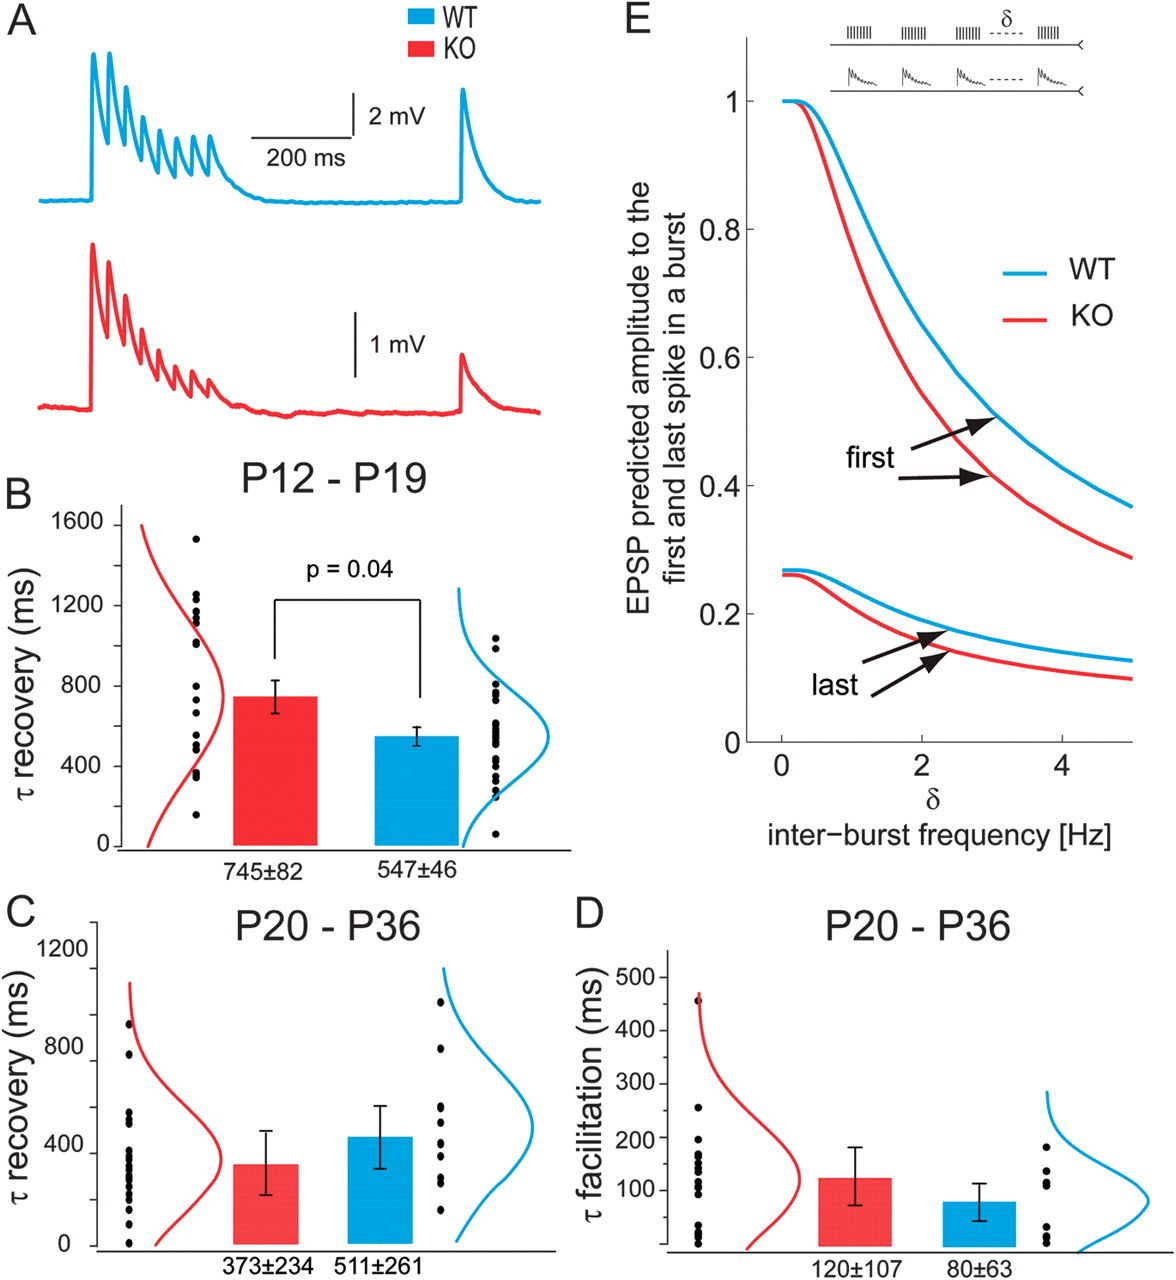 A
WT
KO
2 mV
200 ms
1 mV
B
P12 - P19
1600
1200
800
400
0
τ recovery (ms)
p = 0.04
745±82
547±46
C
P20 - P36
1200
800
400
0
τ recovery (ms)
373±234
511±261
D
P20 - P36
500
400
300
200
100
τ facilitation (ms)
120±107
80±63
E
δ
1
0.8
0.6
0.4
0.2
0
EPSP predicted amplitude to the
first and last spike in a burst
WT
KO
first
last
0
2
4
δ
inter−burst frequency [Hz]